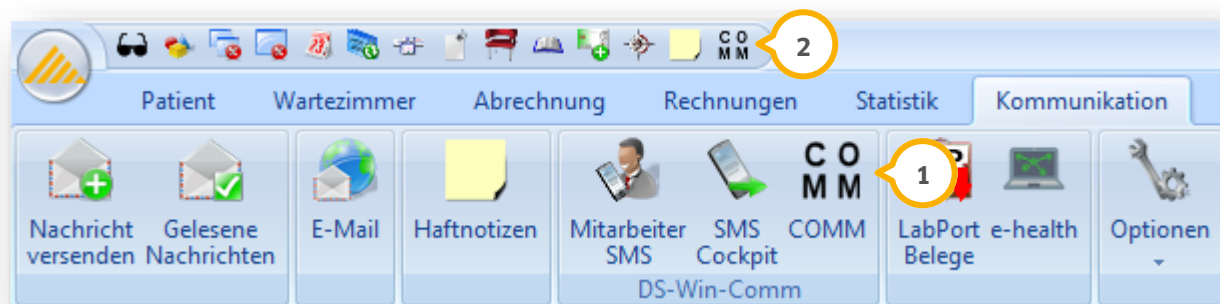 C O
M M
2
Patient Wartezimmer Abrechnung Rechnungen Statistik Kommunikation
C O
M M
1
Nachricht versenden
Gelesene Nachrichten
E-Mail
Haftnotizen
Mitarbeiter SMS
SMS Cockpit
COMM
LabPort Belege
e-health
Optionen
DS-Win-Comm